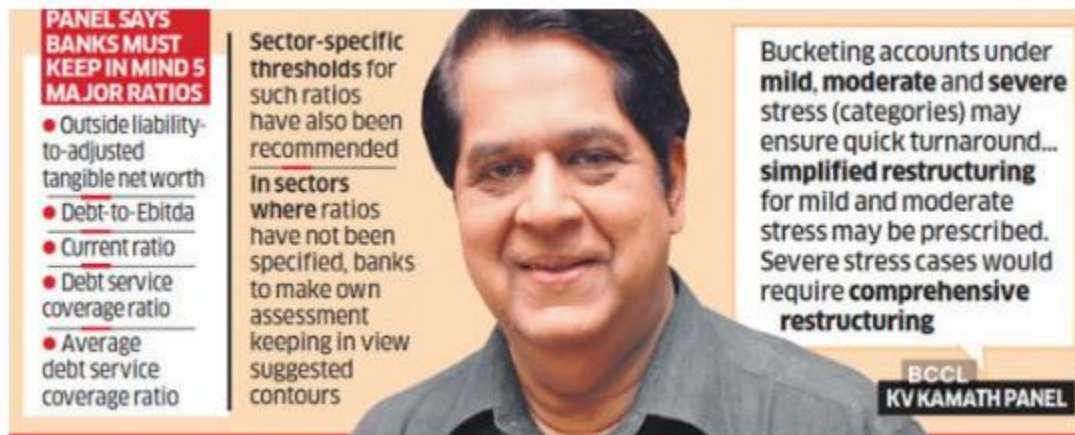 PANEL SAYS
BANKS MUST
KEEP IN MIND 5
MAJOR RATIOS
• Outside liability-
to-adjusted
tangible net worth
• Debt-to-Ebitda
• Current ratio
• Debt service
coverage ratio
• Average
debt service
coverage ratio
Sector-specific
thresholds for
such ratios
have also been
recommended
In sectors
where ratios
have not been
specified, banks
to make own
assessment
keeping in view
suggested
contours
Bucketing accounts under
mild, moderate and severe
stress (categories) may
ensure quick turnaround...
simplified restructuring
for mild and moderate
stress may be prescribed.
Severe stress cases would
require comprehensive
restructuring
BCCL
KV KAMATH PANEL